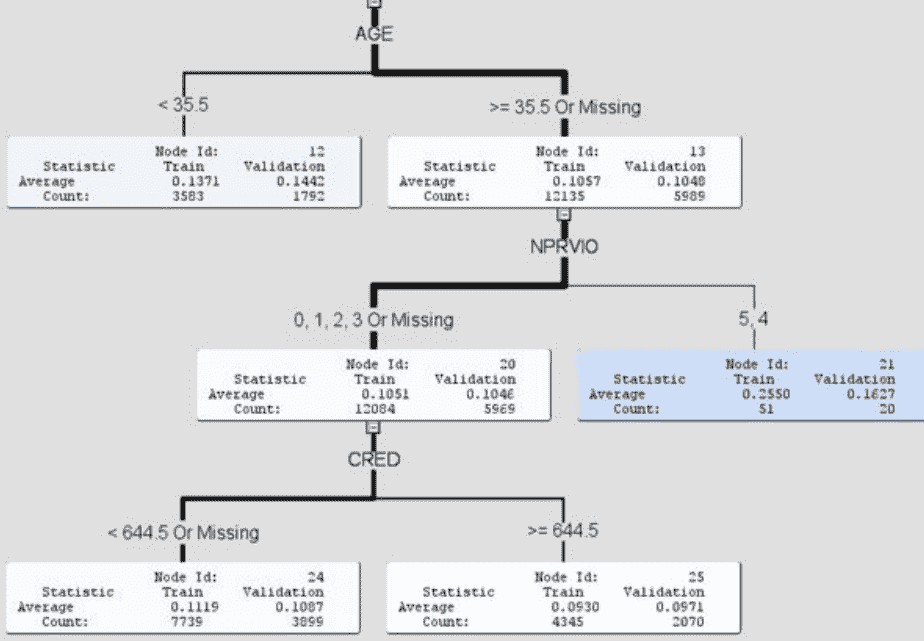 AGE
< 35.5
>= 35.5 Or Missing
Node Id: 12
Statistic Train Validation
Average 0.1371 0.1442
Count: 3583 1792
Node Id: 13
Statistic Train Validation
Average 0.1057 0.1048
Count: 12135 5989
NPRVIO
0, 1, 2, 3 Or Missing
5, 4
Node Id: 20
Statistic Train Validation
Average 0.1051 0.1046
Count: 12084 5969
Node Id: 21
Statistic Train Validation
Average 0.2550 0.1627
Count: 51 20
CRED
< 644.5 Or Missing
>= 644.5
Node Id: 24
Statistic Train Validation
Average 0.1119 0.1087
Count: 7739 3899
Node Id: 25
Statistic Train Validation
Average 0.0930 0.0971
Count: 4345 2070